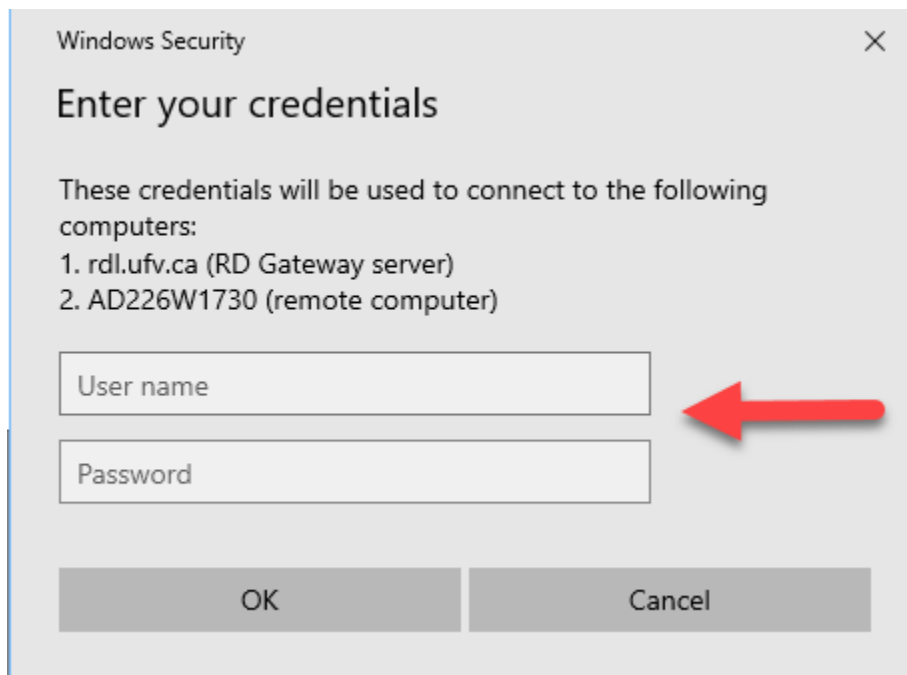 Windows Security
Enter your credentials
These credentials will be used to connect to the following
computers:
1. rdl.ufv.ca (RD Gateway server)
2. AD226W1730 (remote computer)
User name
Password
OK Cancel